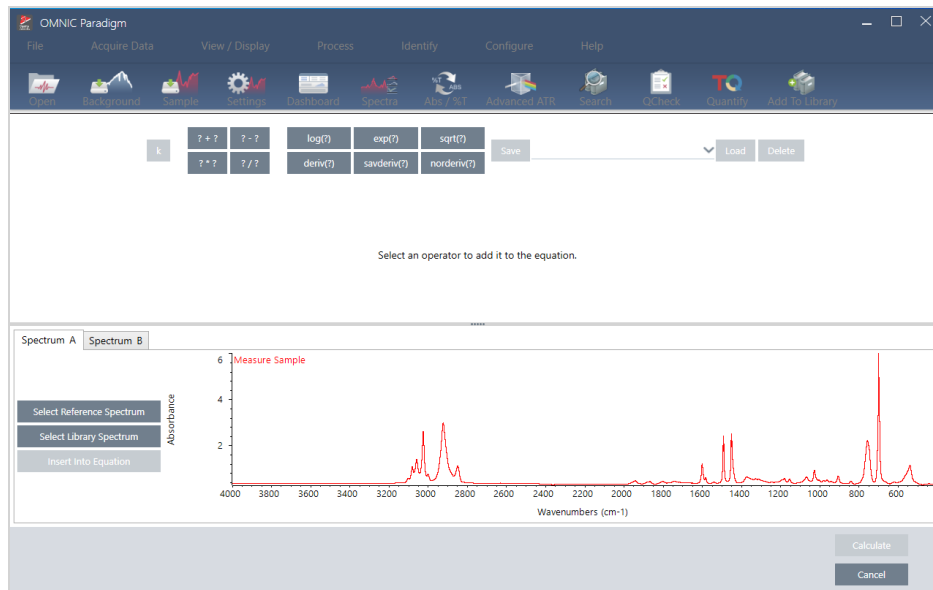 OMNIC Paradigm
File Acquire Data View / Display Process Identify Configure Help
Open Background Sample Settings Dashboard Spectra Abs / %T Advanced ATR Search QCheck Quantify Add To Library
%T ABS TQ
k ? + ? ? - ? log(?) exp(?) sqrt(?) Save Load Delete
? * ? ? / ? deriv(?) savderiv(?) norderiv(?)
Select an operator to add it to the equation.
Spectrum A Spectrum B
Select Reference Spectrum
Select Library Spectrum
Insert Into Equation
Measure Sample
Absorbance
6
4
2
4000 3800 3600 3400 3200 3000 2800 2600 2400 2200 2000 1800 1600 1400 1200 1000 800 600
Wavenumbers (cm-1)
Calculate
Cancel